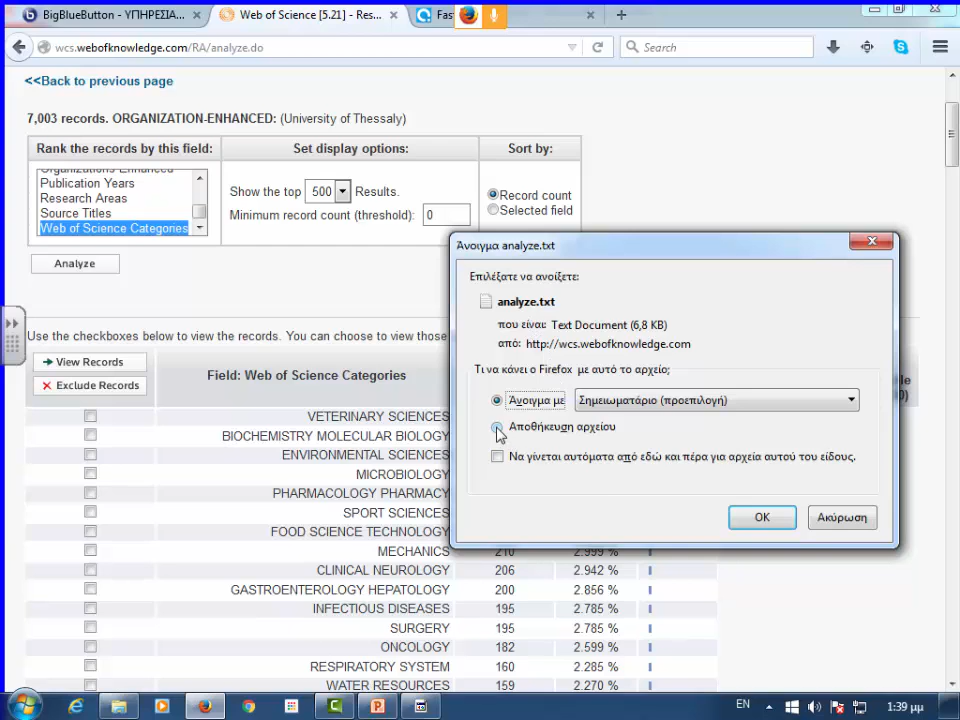 BigBlueButton - ΥΠΗΡΕΣΙΑ...
Web of Science [5.21] - Res...
Fas
wcs.webofknowledge.com/RA/analyze.do
Search
<<Back to previous page
7,003 records. ORGANIZATION-ENHANCED: (University of Thessaly)
Rank the records by this field:
Set display options:
Sort by:
Organizations Enhanced
Publication Years
Research Areas
Source Titles
Web of Science Categories
Show the top 500 Results.
Minimum record count (threshold): 0
Record count
Selected field
Analyze
Use the checkboxes below to view the records. You can choose to view those
View Records
Exclude Records
Field: Web of Science Categories
VETERINARY SCIENCES
BIOCHEMISTRY MOLECULAR BIOLOGY
ENVIRONMENTAL SCIENCES
MICROBIOLOGY
PHARMACOLOGY PHARMACY
SPORT SCIENCES
FOOD SCIENCE TECHNOLOGY
MECHANICS 210 2.999 %
CLINICAL NEUROLOGY 206 2.942 %
GASTROENTEROLOGY HEPATOLOGY 200 2.856 %
INFECTIOUS DISEASES 195 2.785 %
SURGERY 195 2.785 %
ONCOLOGY 182 2.599 %
RESPIRATORY SYSTEM 160 2.285 %
WATER RESOURCES 159 2.270 %
Άνοιγμα analyze.txt
Επιλέξατε να ανοίξετε:
analyze.txt
που είναι: Text Document (6,8 KB)
από: http://wcs.webofknowledge.com
Τι να κάνει ο Firefox με αυτό το αρχείο;
Άνοιγμα με Σημειωματάριο (προεπιλογή)
Αποθήκευση αρχείου
Να γίνεται αυτόματα από εδώ και πέρα για αρχεία αυτού του είδους.
OK
Ακύρωση
EN
1:39 μμ